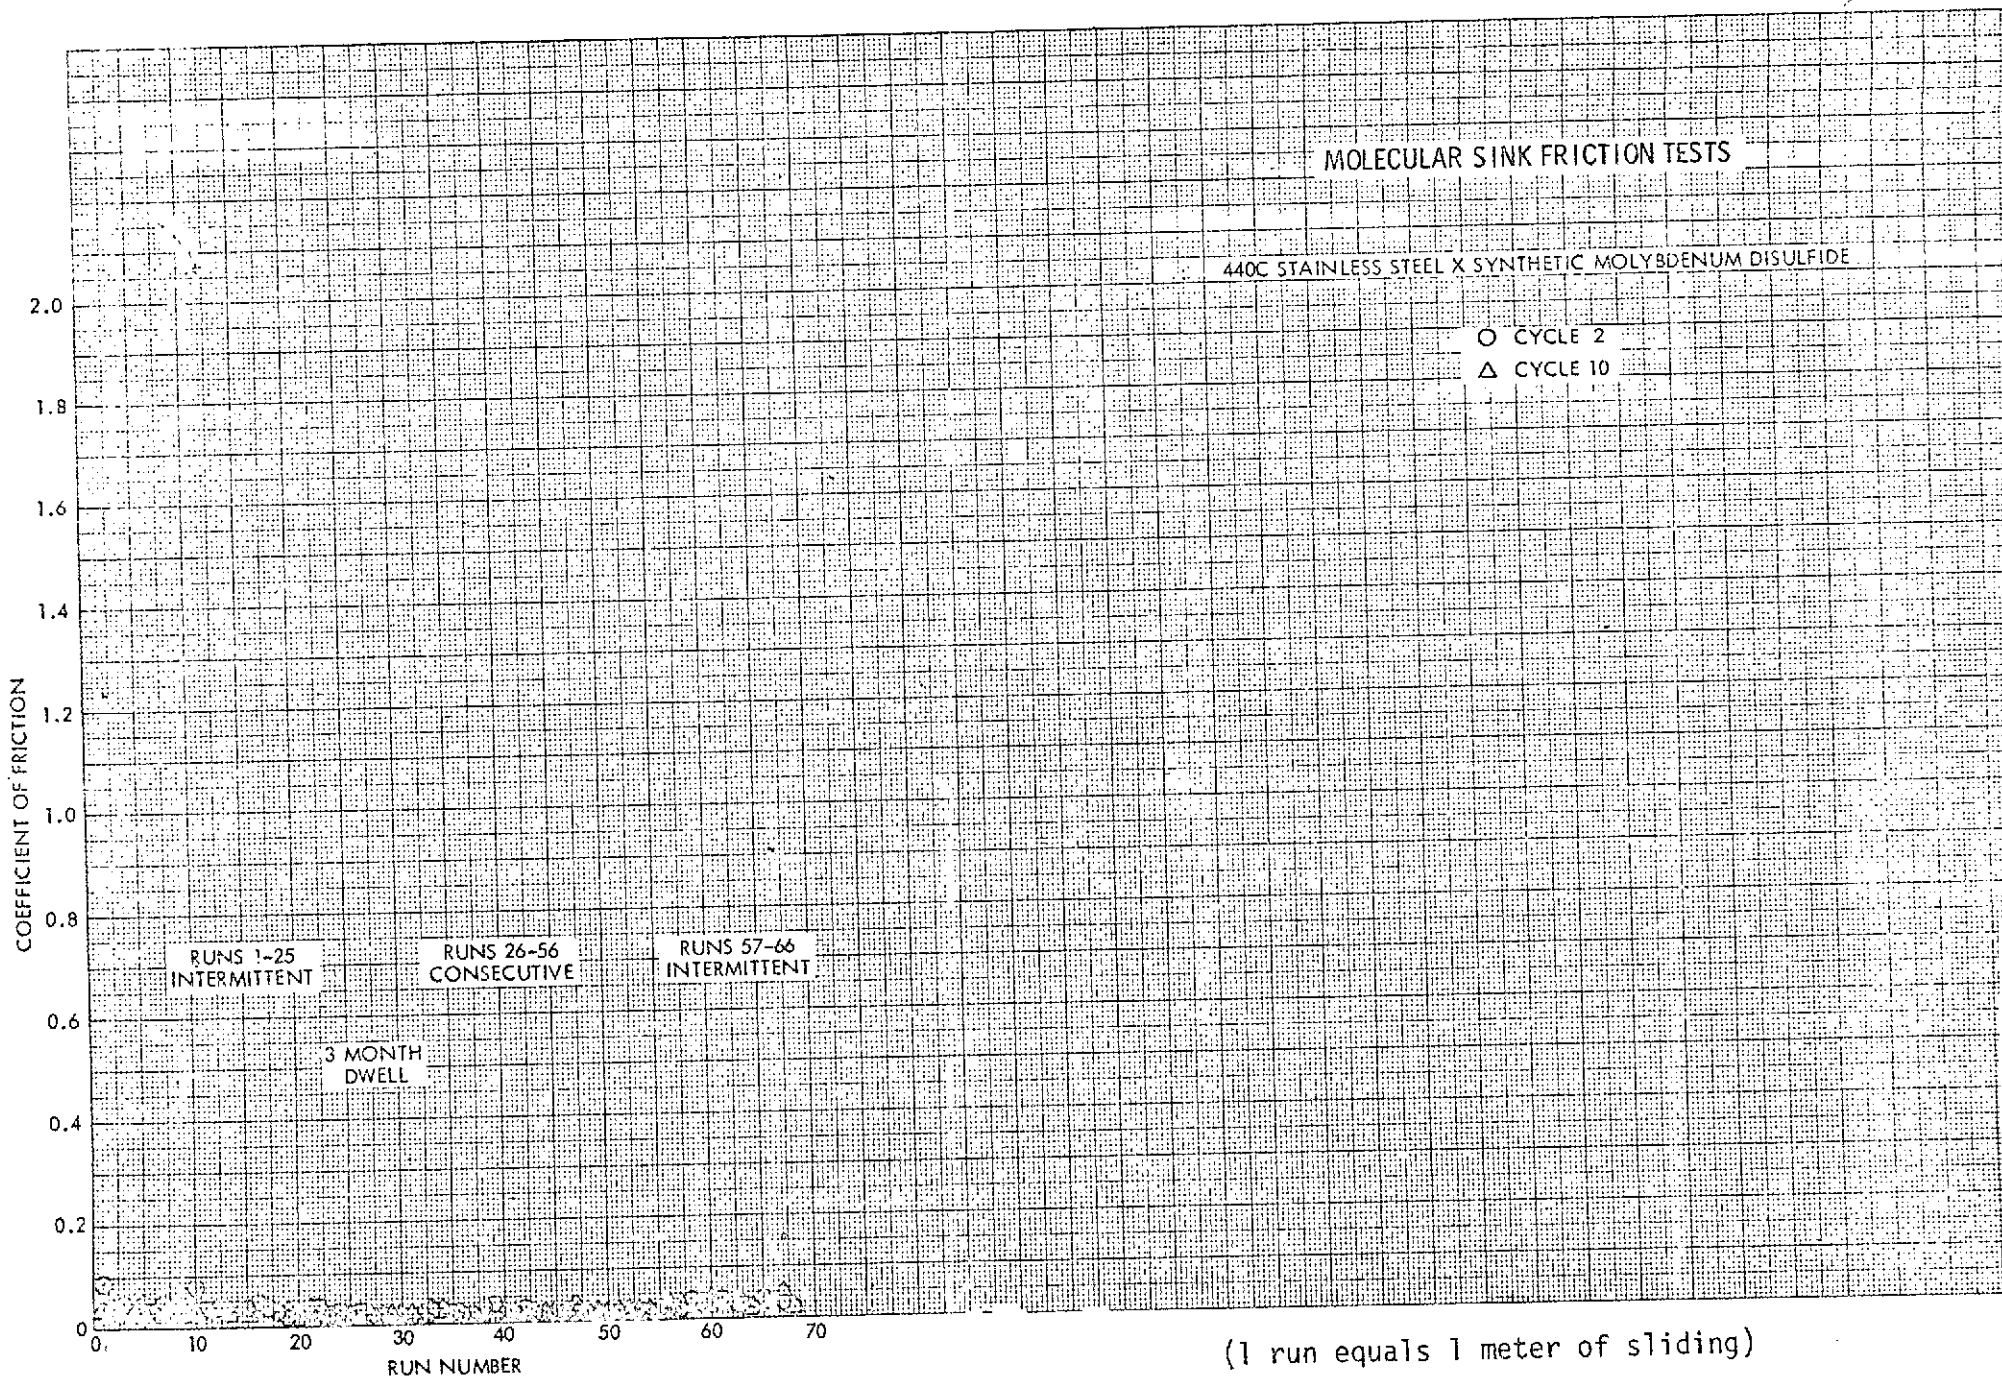 MOLECULAR SINK FRICTION TESTS
440C STAINLESS STEEL X SYNTHETIC MOLYBDENUM DISULFIDE
O CYCLE 2
△ CYCLE 10
COEFFICIENT OF FRICTION
2.0
1.8
1.6
1.4
1.2
1.0
0.8
0.6
0.4
0.2
0
RUNS 1-25
INTERMITTENT
RUNS 26-56
CONSECUTIVE
RUNS 57-66
INTERMITTENT
3 MONTH
DWELL
0 10 20 30 40 50 60 70
RUN NUMBER
(1 run equals 1 meter of sliding)